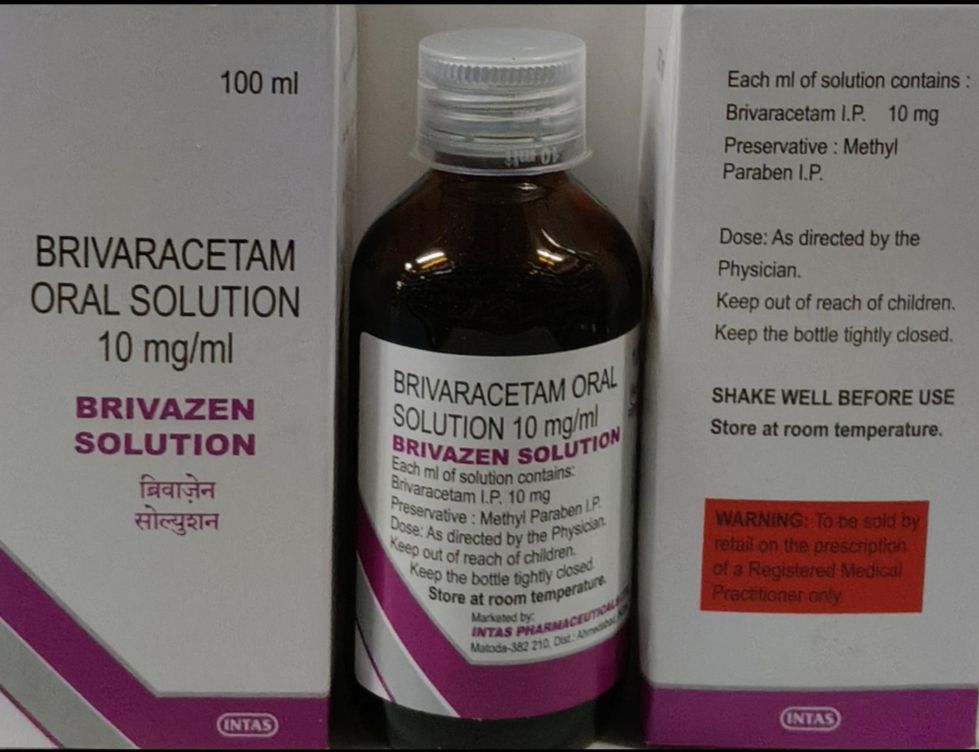 100 ml
BRIVARACETAM
ORAL SOLUTION
10 mg/ml
BRIVAZEN
SOLUTION
ब्रिवाज़ेन
सोल्युशन
INTAS
BRIVARACETAM ORAL
SOLUTION 10 mg/ml
BRIVAZEN SOLUTION
Each ml of solution contains:
Brivaracetam I.P. 10 mg
Preservative : Methyl Paraben I.P.
Dose: As directed by the Physician.
Keep out of reach of children.
Keep the bottle tightly closed.
Store at room temperature.
Marketed by:
INTAS PHARMACEUTICALS
Matoda-382 210, Dist.: Ahmedabad,
Each ml of solution contains :
Brivaracetam I.P. 10 mg
Preservative : Methyl
Paraben I.P.
Dose: As directed by the
Physician.
Keep out of reach of children.
Keep the bottle tightly closed.
SHAKE WELL BEFORE USE
Store at room temperature.
WARNING: To be sold by
retail on the prescription
of a Registered Medical
Practitioner only.
INTAS